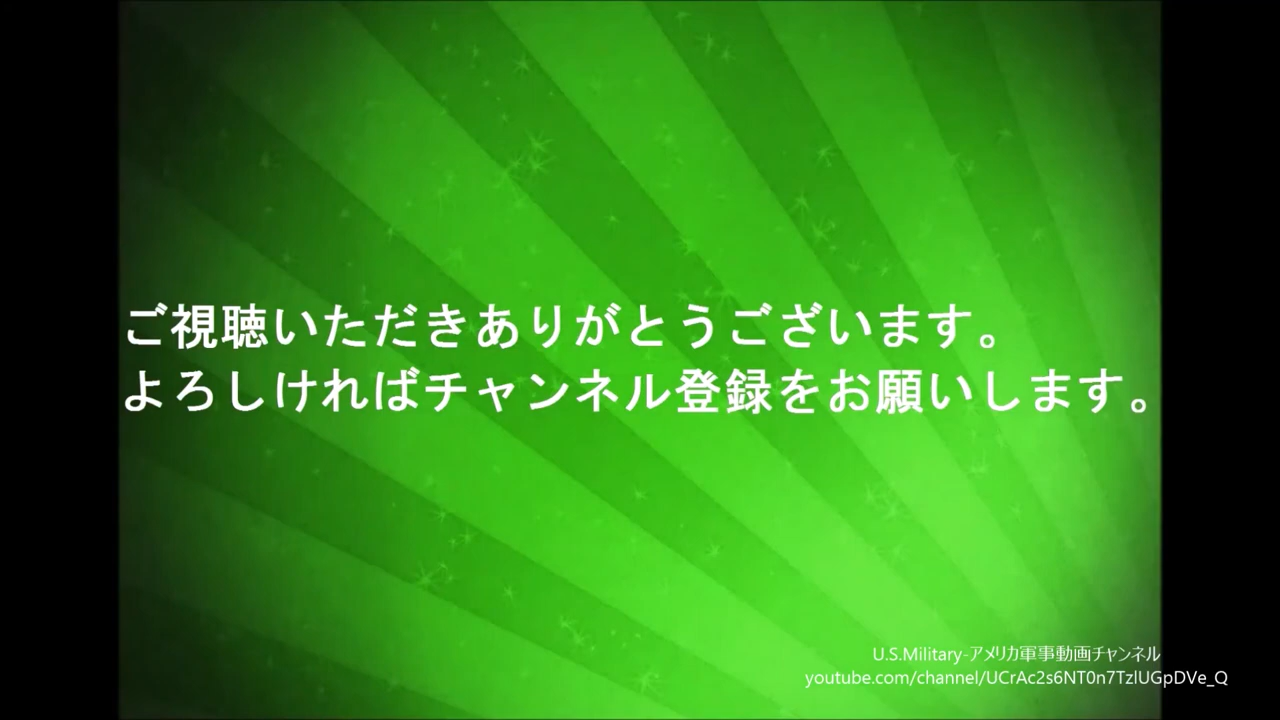 ご視聴いただきありがとうございます。
よろしければチャンネル登録をお願いします。
U.S.Military-アメリカ軍事動画チャンネル
youtube.com/channel/UCrAc2s6NT0n7TzlUGpDVe_Q